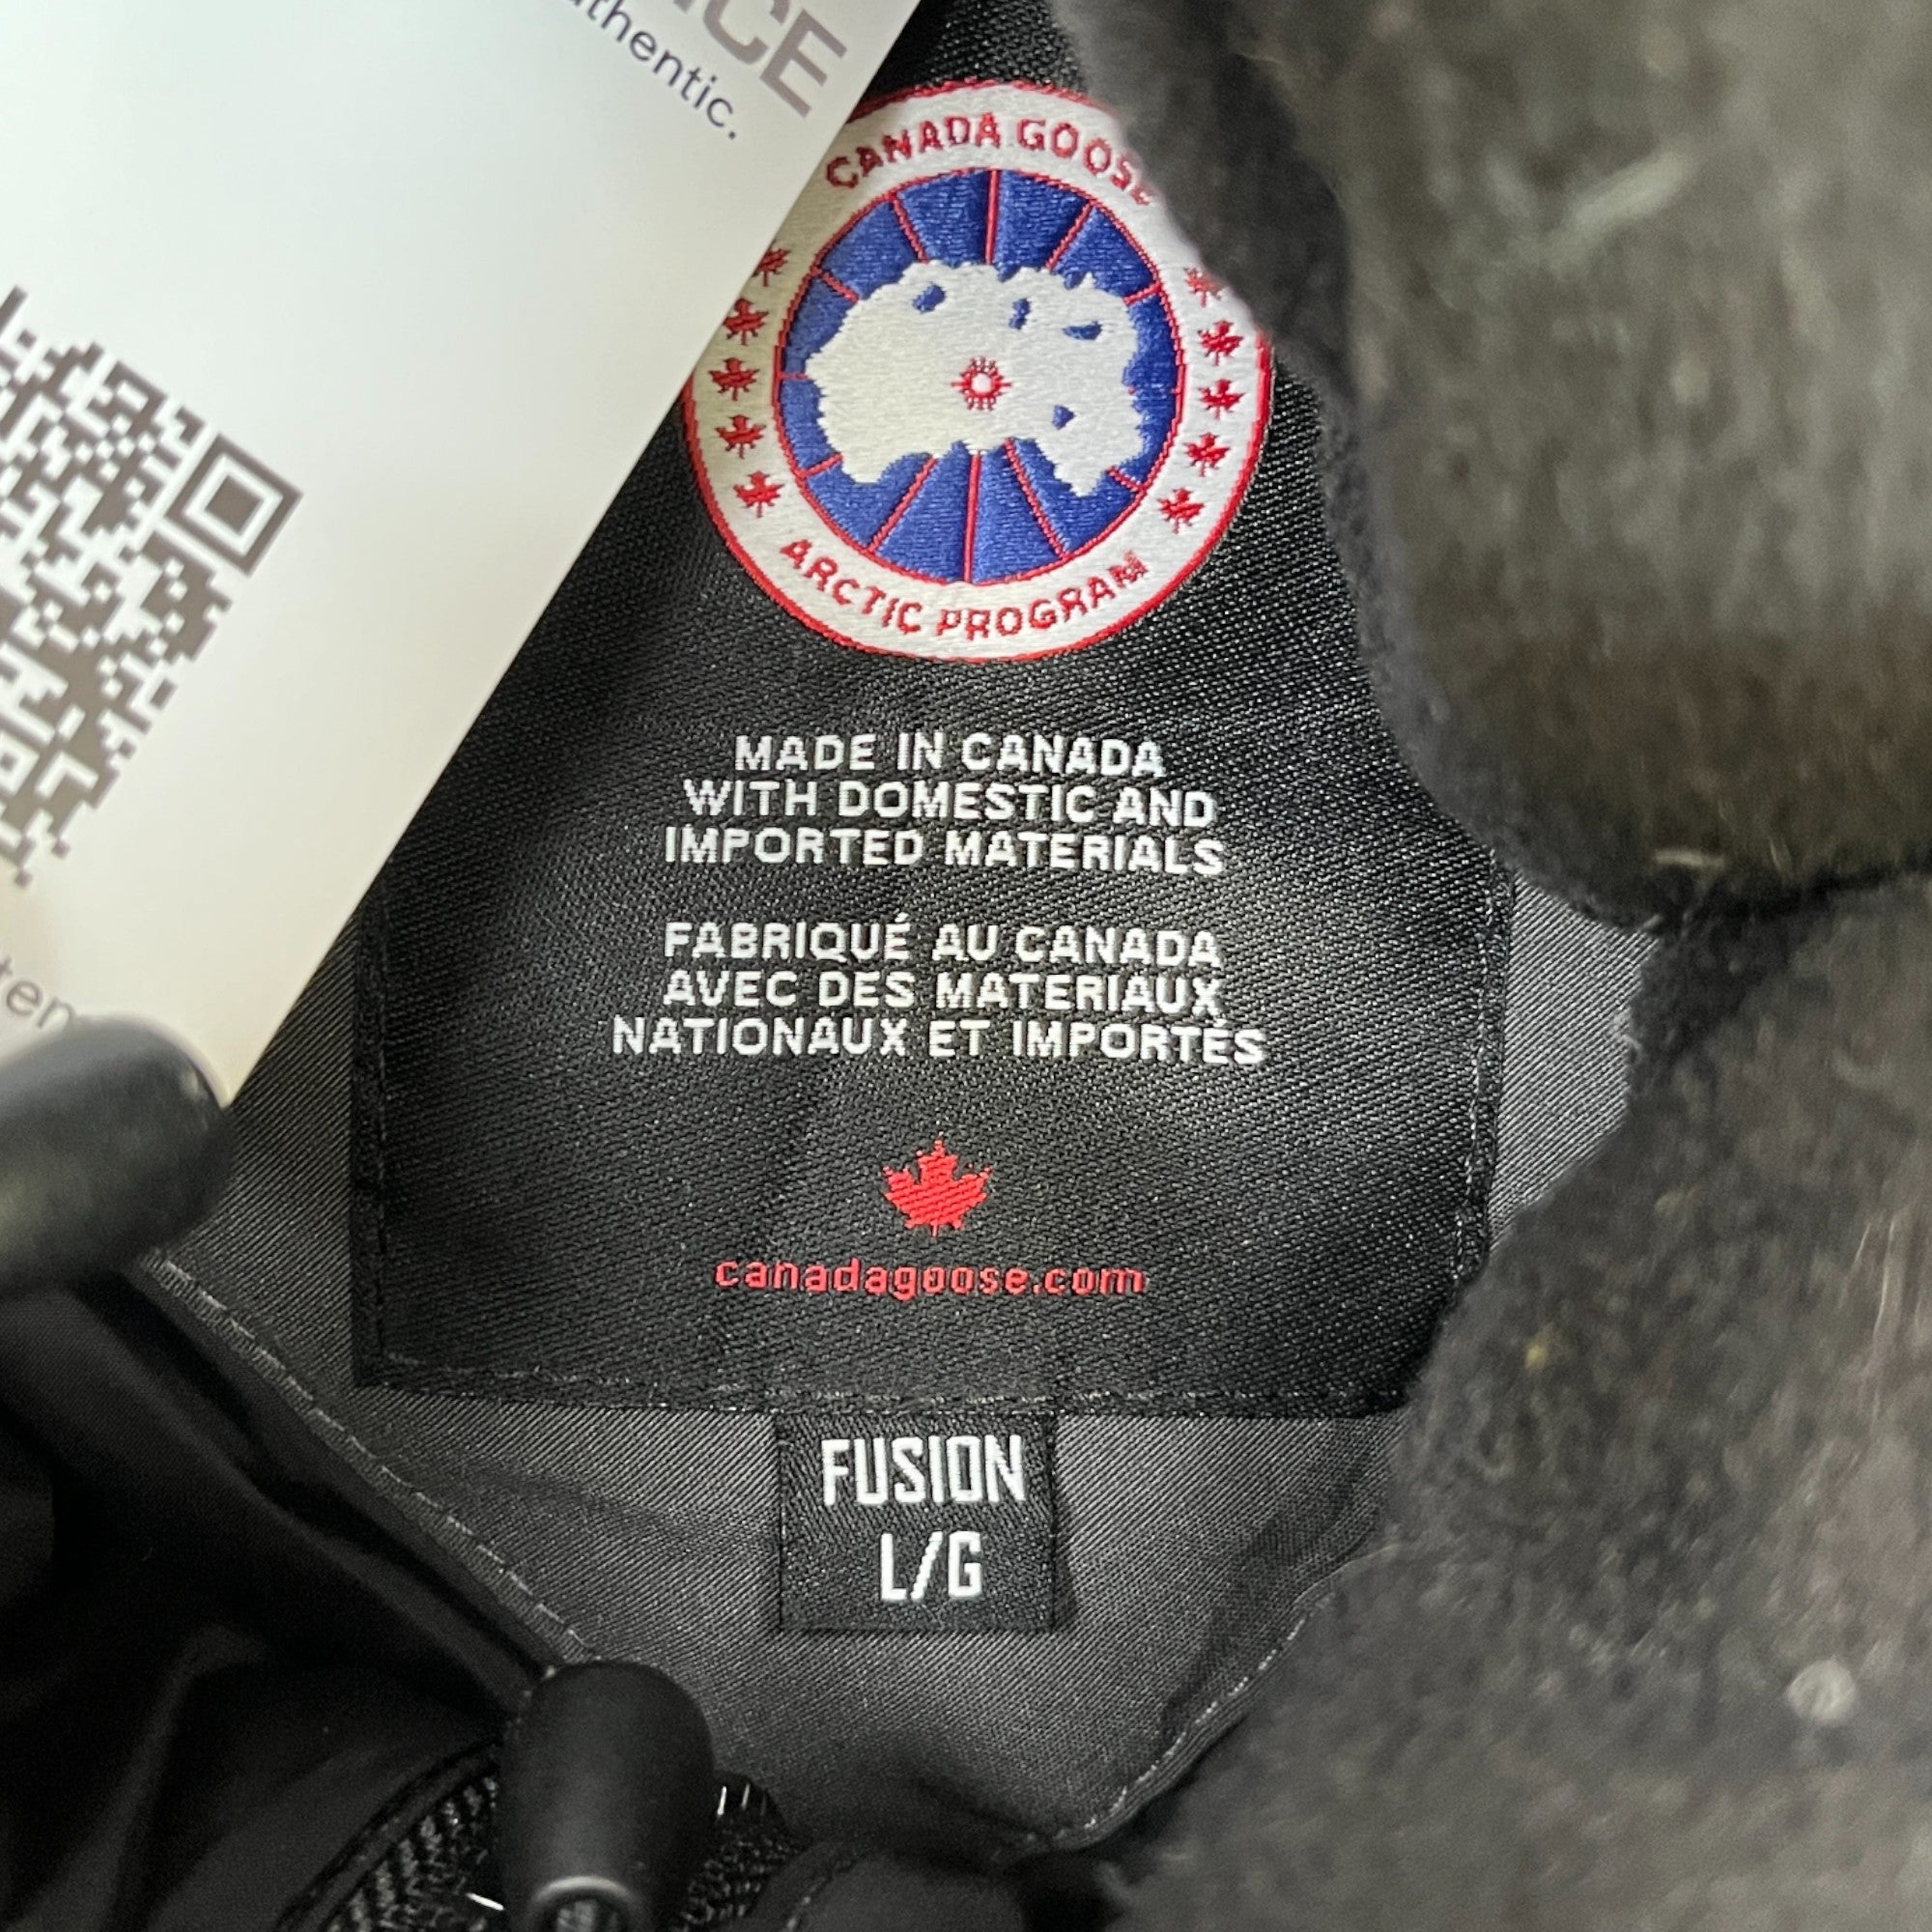 CANADA GOOSE
ARCTIC PROGRAM
MADE IN CANADA
WITH DOMESTIC AND
IMPORTED MATERIALS
FABRIQUÉ AU CANADA
AVEC DES MATERIAUX
NATIONAUX ET IMPORTÉS
canadagoose.com
FUSION
L/G